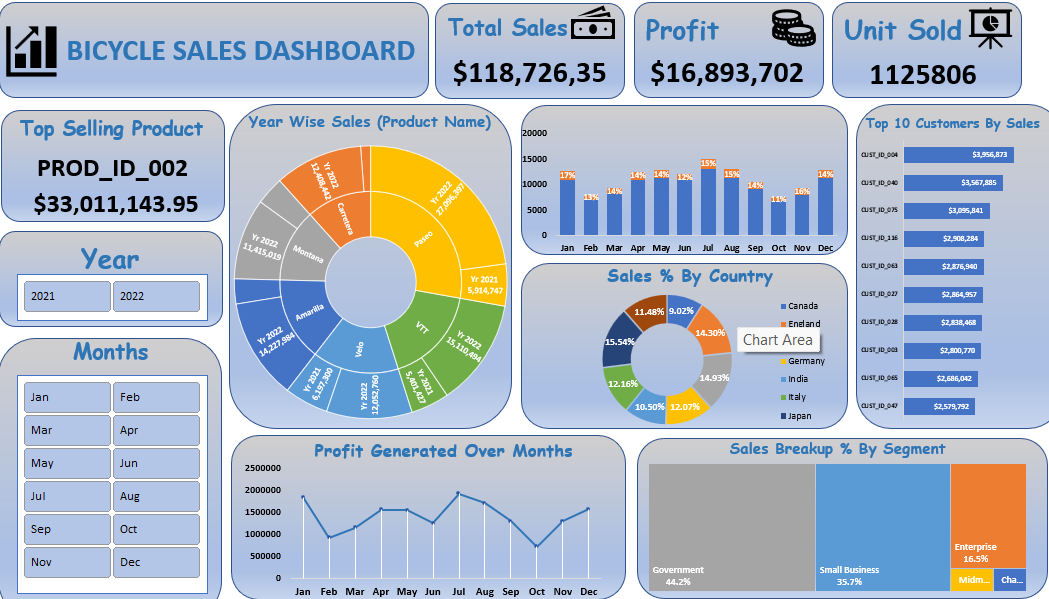 BICYCLE SALES DASHBOARD
Total Sales
$118,726,35
Profit
$16,893,702
Unit Sold
1125806
Top Selling Product
PROD_ID_002
$33,011,143.95
Year
2021
2022
Months
Jan
Feb
Mar
Apr
May
Jun
Jul
Aug
Sep
Oct
Nov
Dec
Year Wise Sales (Product Name)
Paseo
Yr 2022
27,096,397
Yr 2021
5,914,747
VTT
Yr 2022
15,110,494
Yr 2021
5,401,427
Velo
Yr 2022
12,052,760
Yr 2021
6,197,300
Amarilla
Yr 2022
14,227,984
Montana
Yr 2022
11,415,019
Carretera
Yr 2022
12,408,442
20000
15000
10000
5000
0
17%
13%
14%
14%
14%
12%
15%
15%
14%
11%
16%
14%
Jan Feb Mar Apr May Jun Jul Aug Sep Oct Nov Dec
Sales % By Country
9.02%
14.30%
14.93%
12.07%
10.50%
12.16%
15.54%
11.48%
Canada
England
Chart Area
Germany
India
Italy
Japan
Top 10 Customers By Sales
CUST_ID_004 $3,956,873
CUST_ID_040 $3,567,885
CUST_ID_075 $3,095,841
CUST_ID_116 $2,908,284
CUST_ID_063 $2,876,940
CUST_ID_027 $2,864,957
CUST_ID_028 $2,838,468
CUST_ID_003 $2,800,770
CUST_ID_065 $2,686,042
CUST_ID_047 $2,579,792
Profit Generated Over Months
2500000
2000000
1500000
1000000
500000
0
Jan Feb Mar Apr May Jun Jul Aug Sep Oct Nov Dec
Sales Breakup % By Segment
Government
44.2%
Small Business
35.7%
Enterprise
16.5%
Midm...
Cha...